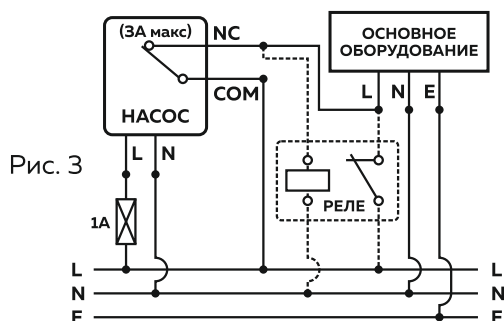 (3А макс) NC
ОСНОВНОЕ
ОБОРУДОВАНИЕ
COM
L N E
НАСОС
L N
Рис. 3
1А
РЕЛЕ
L L
N N
E E